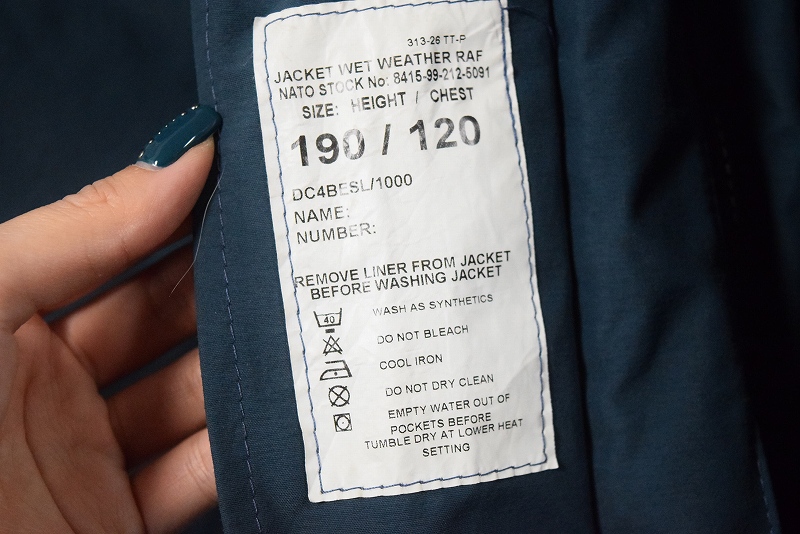 313-26 TT-P
JACKET WET WEATHER RAF
NATO STOCK No: 8415-99-212-5091
SIZE: HEIGHT / CHEST
190 / 120
DC4BESL/1000
NAME:
NUMBER:
REMOVE LINER FROM JACKET
BEFORE WASHING JACKET
40 WASH AS SYNTHETICS
DO NOT BLEACH
COOL IRON
DO NOT DRY CLEAN
EMPTY WATER OUT OF
POCKETS BEFORE
TUMBLE DRY AT LOWER HEAT
SETTING